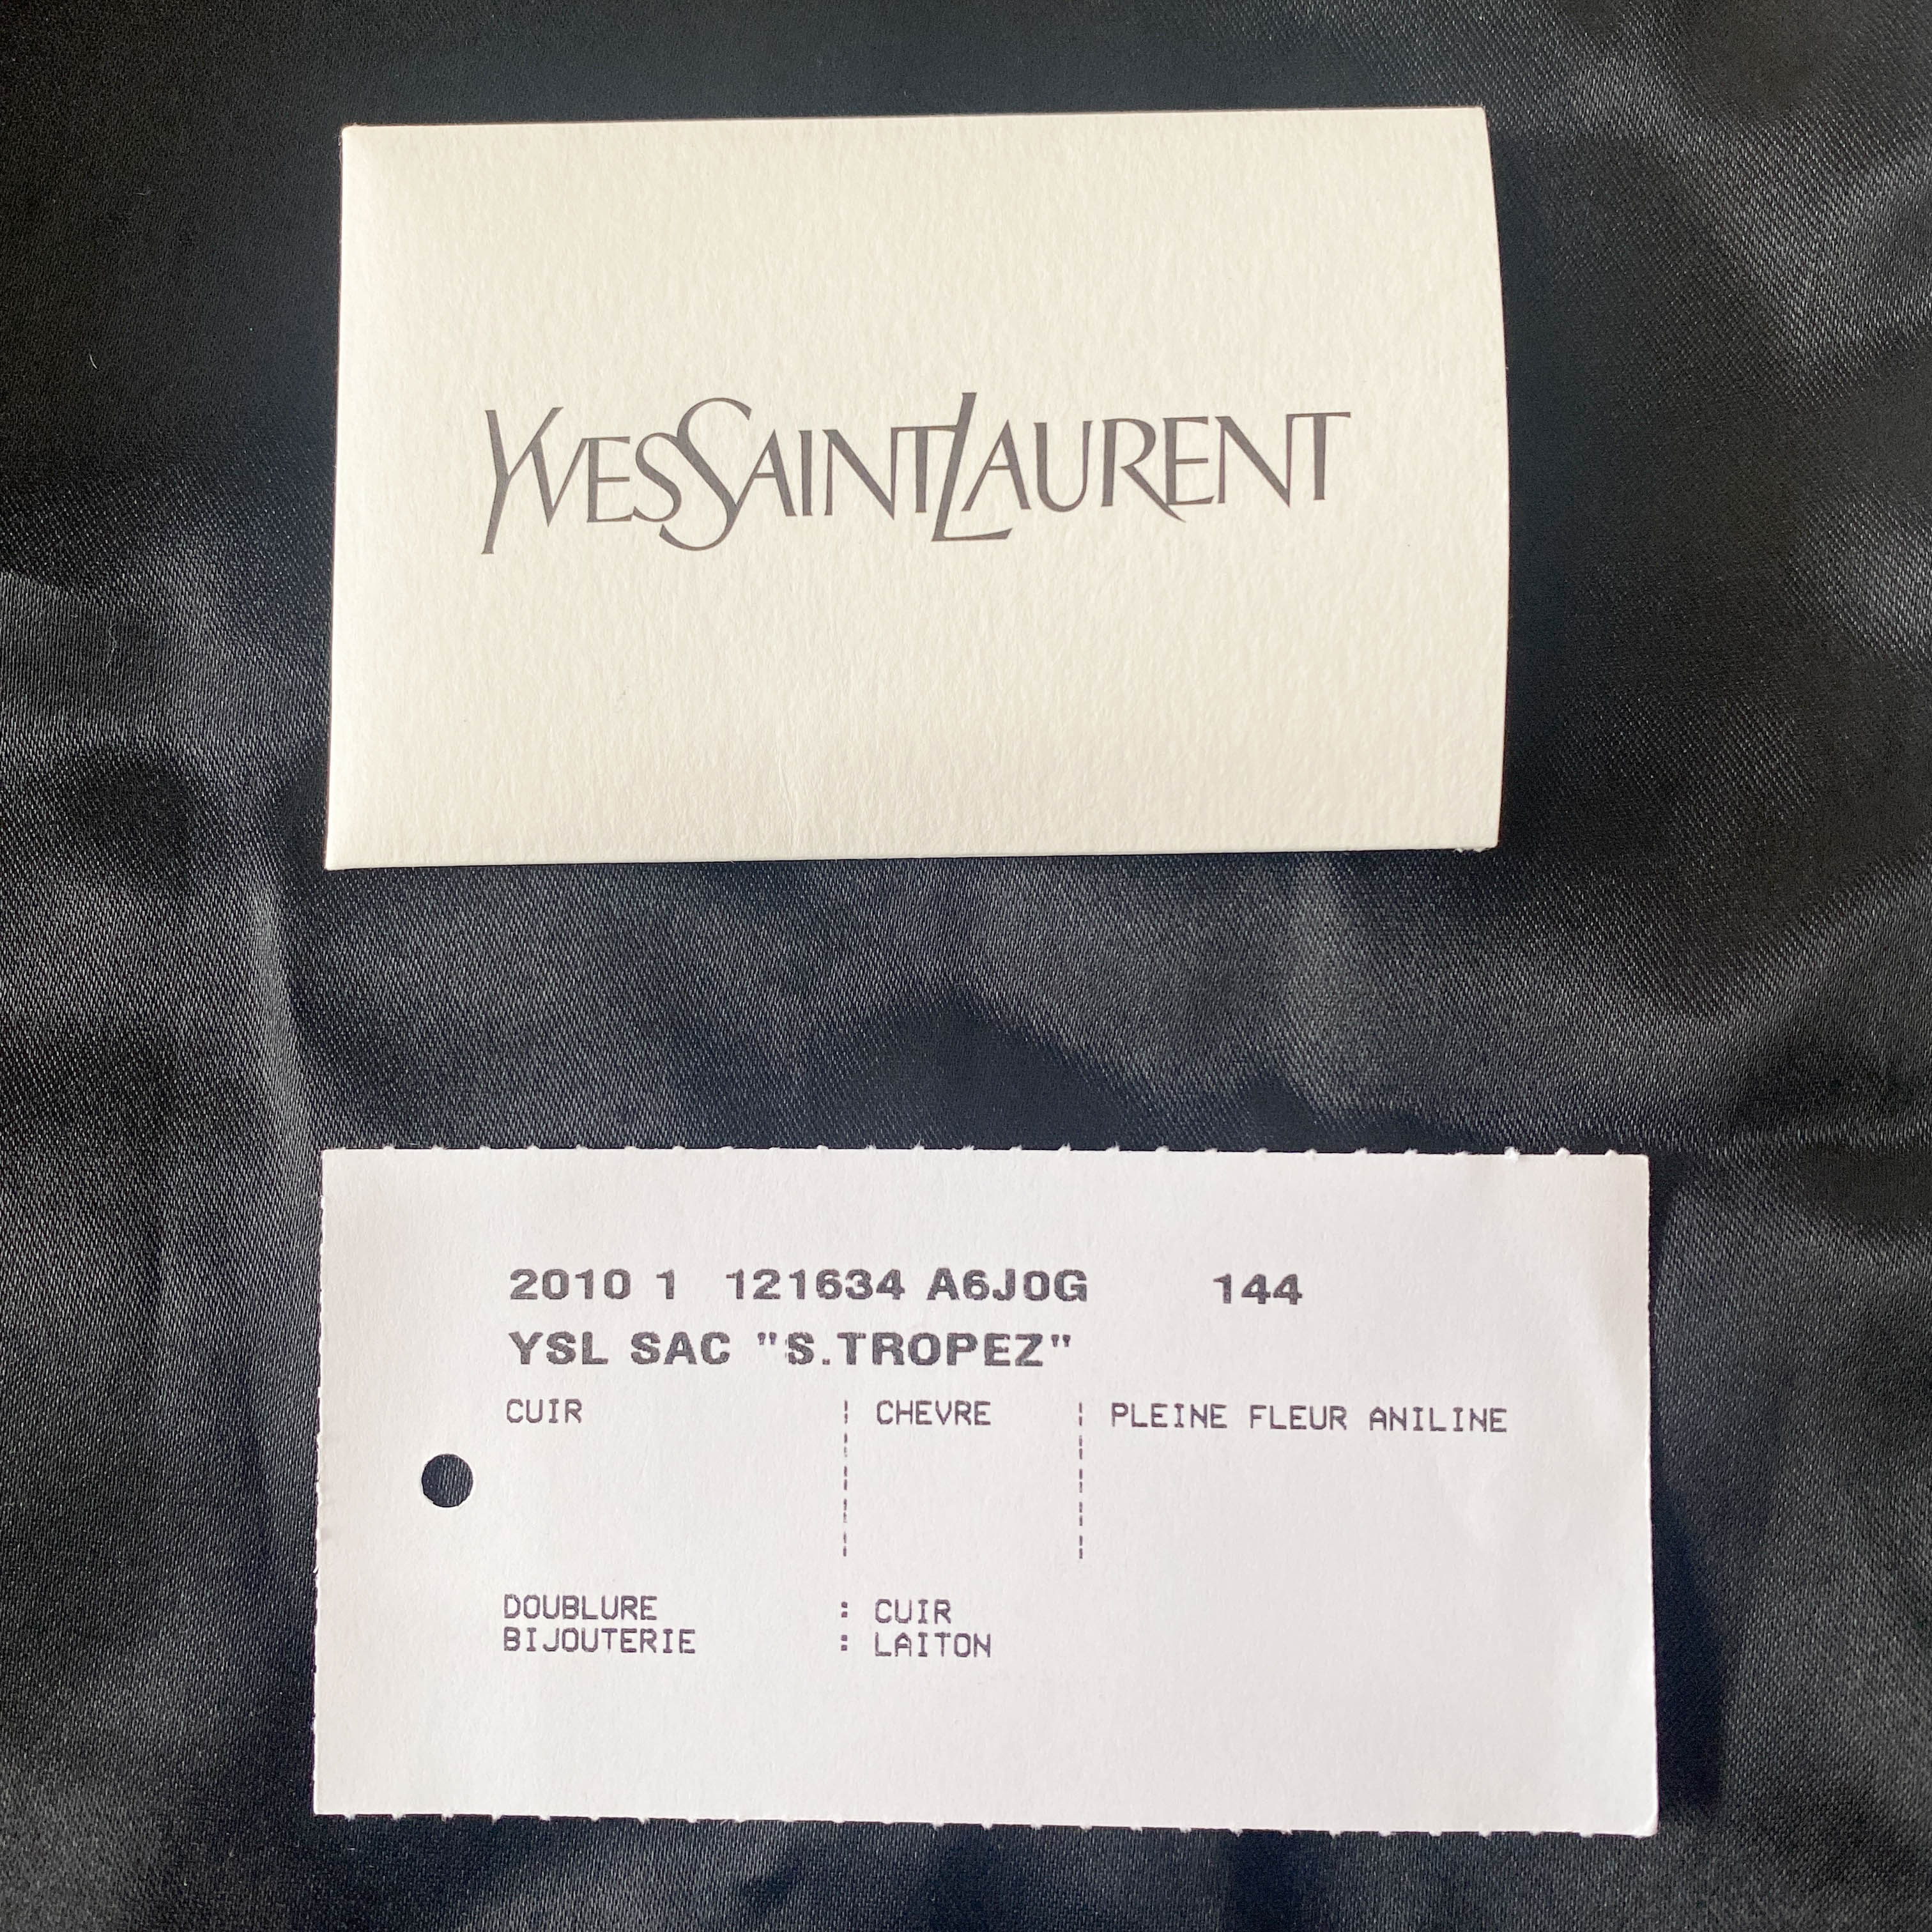 YVESSAINTLAURENT
2010 1 121634 A6J0G 144
YSL SAC "S.TROPEZ"
CUIR ¦ CHEVRE ¦ PLEINE FLEUR ANILINE
DOUBLURE : CUIR
BIJOUTERIE : LAITON